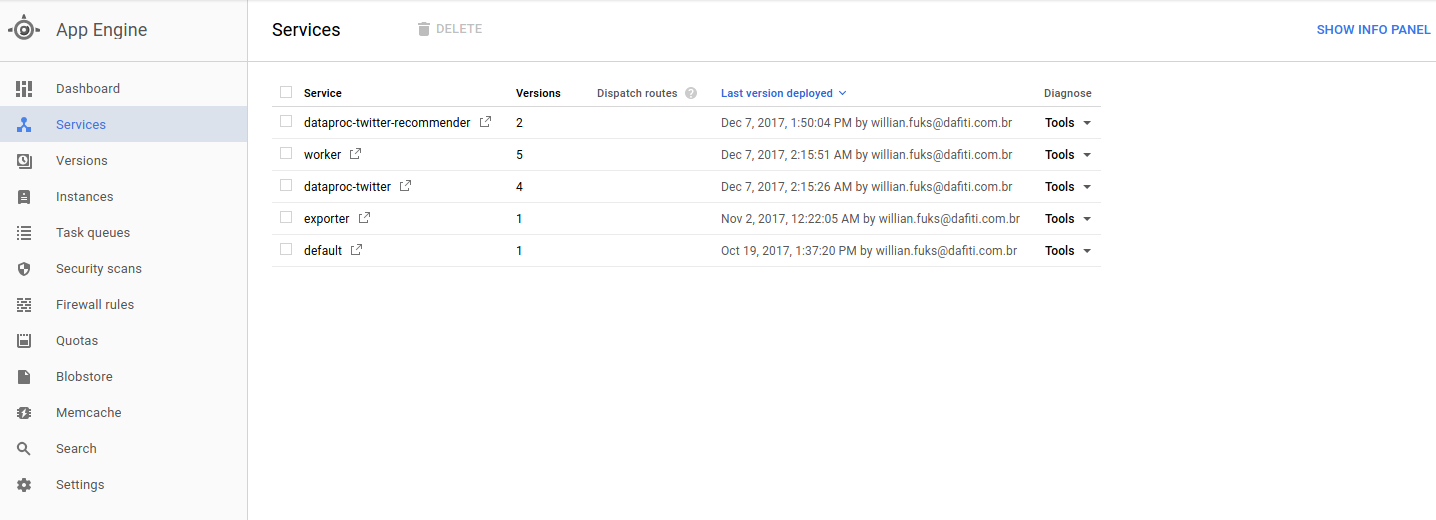 App Engine
Services
DELETE
SHOW INFO PANEL
Dashboard
Services
Versions
Instances
Task queues
Security scans
Firewall rules
Quotas
Blobstore
Memcache
Search
Settings
Service Versions Dispatch routes ? Last version deployed Diagnose
dataproc-twitter-recommender 2 Dec 7, 2017, 1:50:04 PM by willian.fuks@dafiti.com.br Tools
worker 5 Dec 7, 2017, 2:15:51 AM by willian.fuks@dafiti.com.br Tools
dataproc-twitter 4 Dec 7, 2017, 2:15:26 AM by willian.fuks@dafiti.com.br Tools
exporter 1 Nov 2, 2017, 12:22:05 AM by willian.fuks@dafiti.com.br Tools
default 1 Oct 19, 2017, 1:37:20 PM by willian.fuks@dafiti.com.br Tools